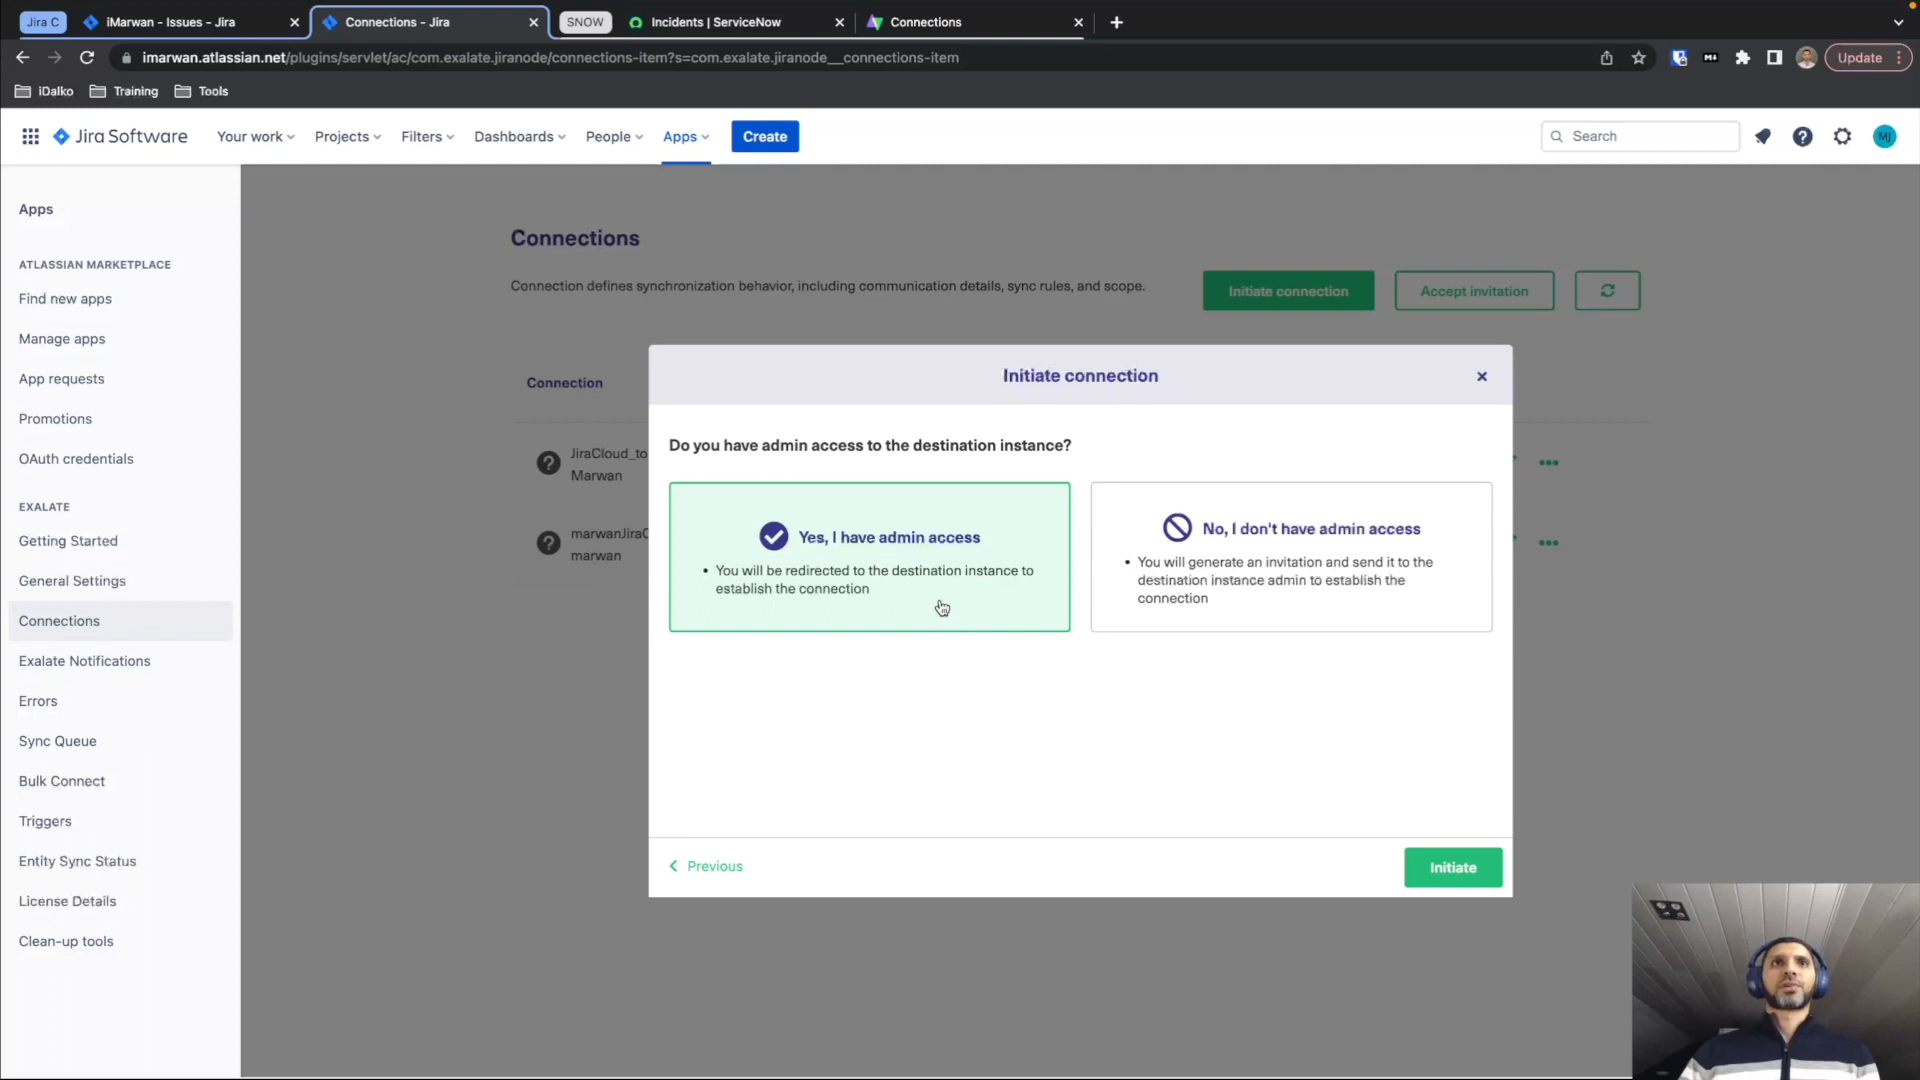 Jira C
iMarwan - Issues - Jira
Connections - Jira
SNOW
Incidents | ServiceNow
Connections
imarwan.atlassian.net/plugins/servlet/ac/com.exalate.jiranode/connections-item?s=com.exalate.jiranode__connections-item
Update
iDalko
Training
Tools
Jira Software
Your work
Projects
Filters
Dashboards
People
Apps
Create
Search
MJ
Apps
ATLASSIAN MARKETPLACE
Find new apps
Manage apps
App requests
Promotions
OAuth credentials
EXALATE
Getting Started
General Settings
Connections
Exalate Notifications
Errors
Sync Queue
Bulk Connect
Triggers
Entity Sync Status
License Details
Clean-up tools
Connections
Connection defines synchronization behavior, including communication details, sync rules, and scope.
Initiate connection
Accept invitation
Connection
JiraCloud_to
Marwan
marwanJiraC
marwan
Initiate connection
Do you have admin access to the destination instance?
Yes, I have admin access
• You will be redirected to the destination instance to
establish the connection
No, I don't have admin access
• You will generate an invitation and send it to the
destination instance admin to establish the
connection
Previous
Initiate